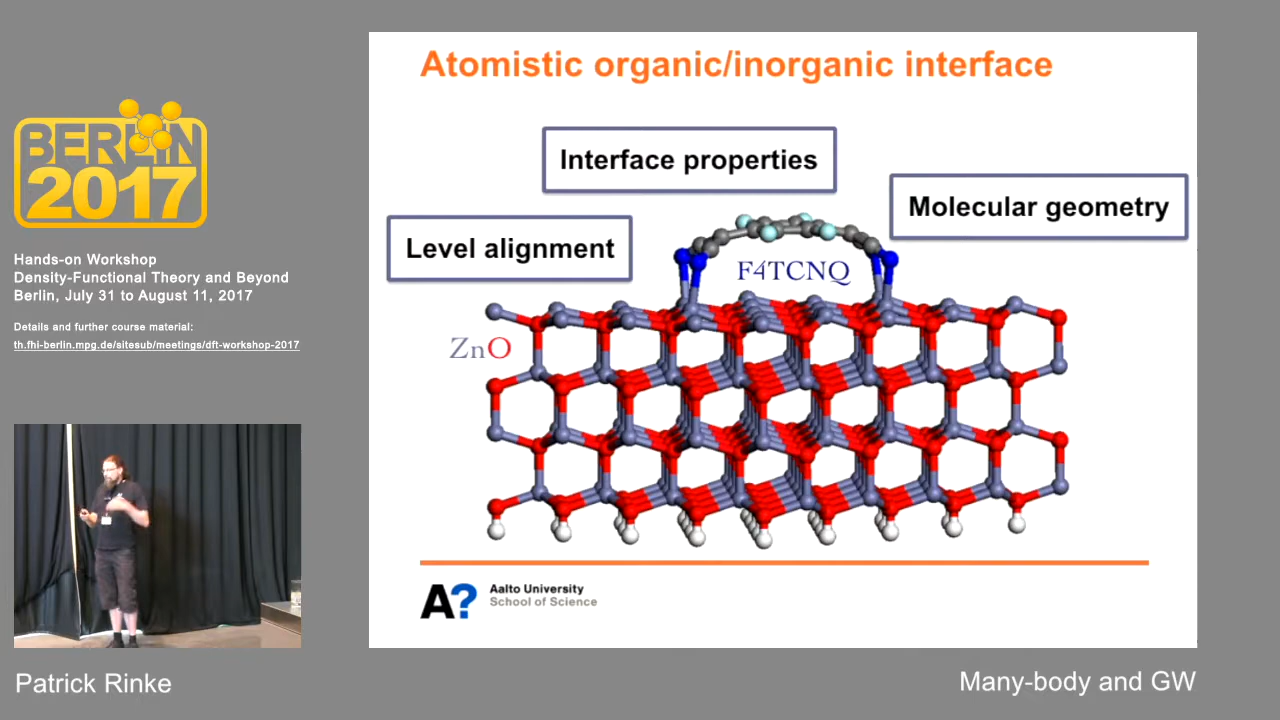 BERLIN
2017
Hands-on Workshop
Density-Functional Theory and Beyond
Berlin, July 31 to August 11, 2017
Details and further course material:
th.fhi-berlin.mpg.de/sitesub/meetings/dft-workshop-2017
Atomistic organic/inorganic interface
Interface properties
Molecular geometry
Level alignment
F4TCNQ
ZnO
A?
Aalto University
School of Science
Patrick Rinke
Many-body and GW